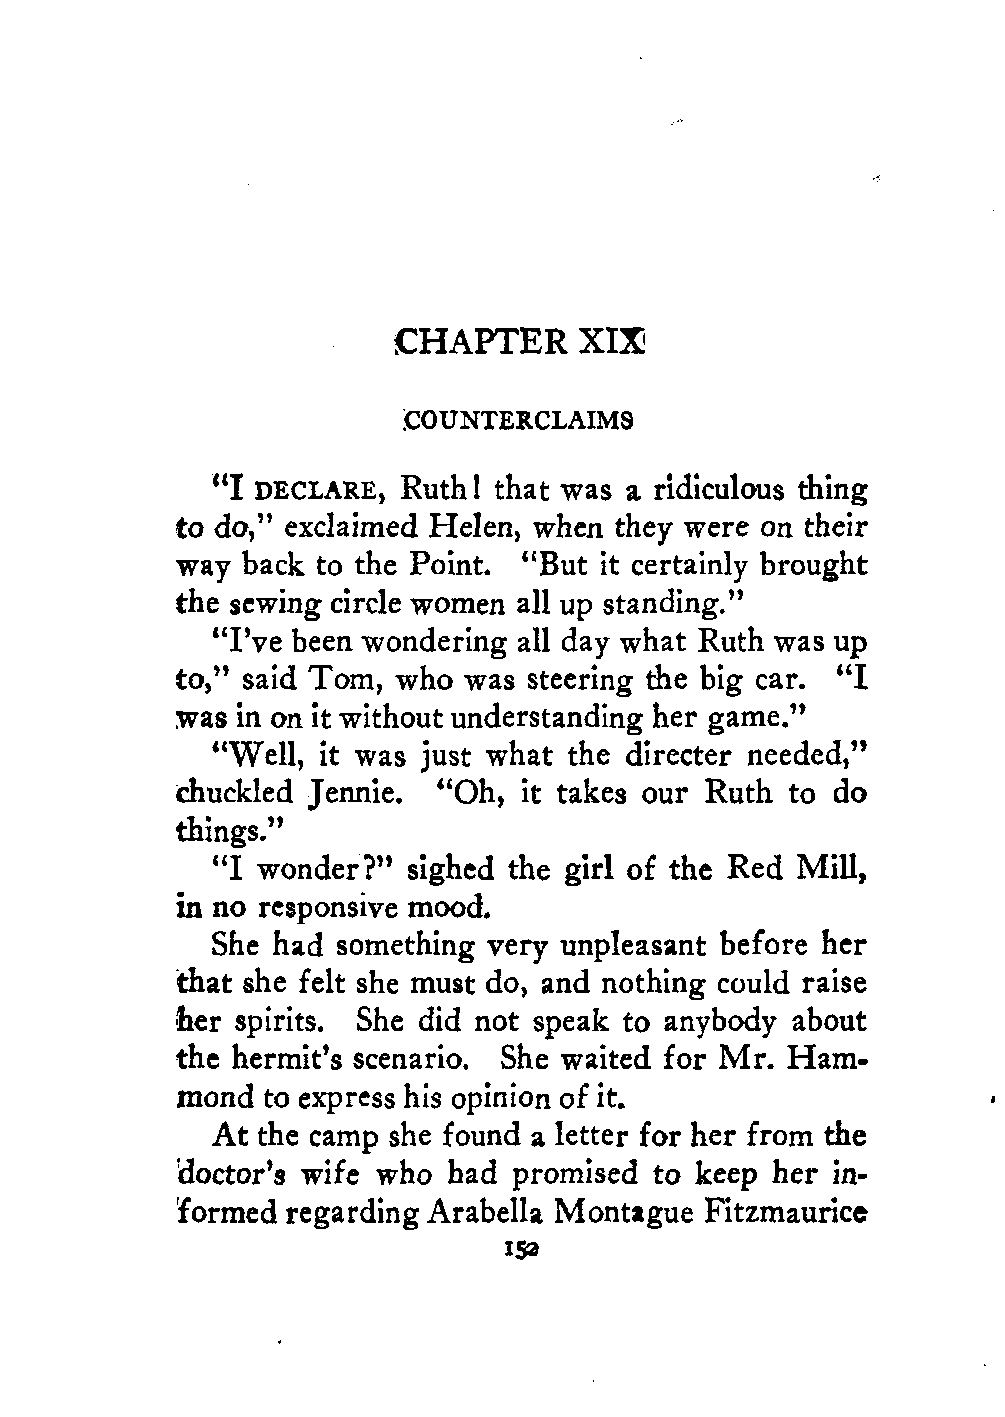 CHAPTER XIX
COUNTERCLAIMS
"I DECLARE, Ruth! that was a ridiculous thing
to do," exclaimed Helen, when they were on their
way back to the Point. "But it certainly brought
the sewing circle women all up standing."
"I've been wondering all day what Ruth was up
to," said Tom, who was steering the big car. "I
was in on it without understanding her game."
"Well, it was just what the directer needed,"
chuckled Jennie. "Oh, it takes our Ruth to do
things."
"I wonder?" sighed the girl of the Red Mill,
in no responsive mood.
She had something very unpleasant before her
that she felt she must do, and nothing could raise
her spirits. She did not speak to anybody about
the hermit's scenario. She waited for Mr. Ham-
mond to express his opinion of it.
At the camp she found a letter for her from the
doctor's wife who had promised to keep her in-
formed regarding Arabella Montague Fitzmaurice
152